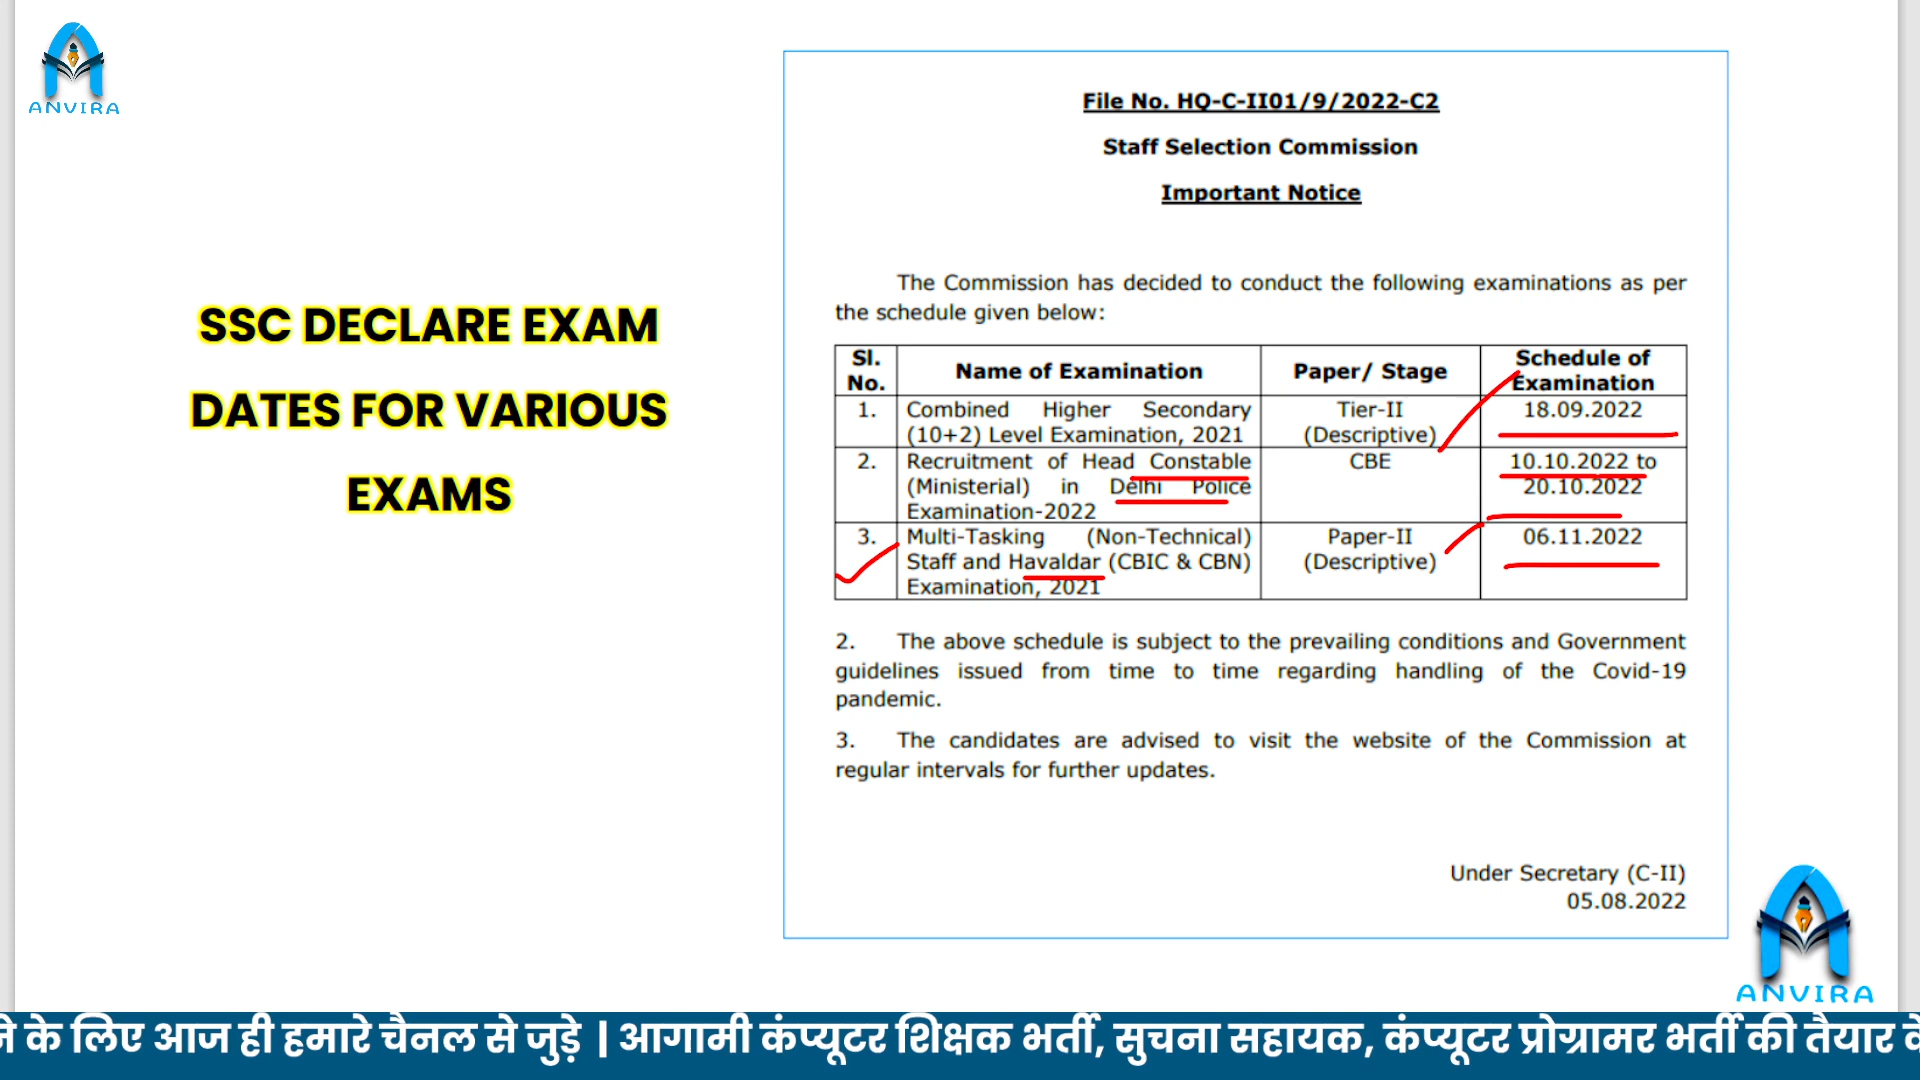 ANVIRA
SSC DECLARE EXAM
DATES FOR VARIOUS
EXAMS
File No. HQ-C-II01/9/2022-C2
Staff Selection Commission
Important Notice
The Commission has decided to conduct the following examinations as per
the schedule given below:
Sl. No. Name of Examination Paper/ Stage Schedule of Examination
1. Combined Higher Secondary (10+2) Level Examination, 2021 Tier-II (Descriptive) 18.09.2022
2. Recruitment of Head Constable (Ministerial) in Delhi Police Examination-2022 CBE 10.10.2022 to 20.10.2022
3. Multi-Tasking (Non-Technical) Staff and Havaldar (CBIC & CBN) Examination, 2021 Paper-II (Descriptive) 06.11.2022
2. The above schedule is subject to the prevailing conditions and Government
guidelines issued from time to time regarding handling of the Covid-19
pandemic.
3. The candidates are advised to visit the website of the Commission at
regular intervals for further updates.
Under Secretary (C-II)
05.08.2022
ANVIRA
के लिए आज ही हमारे चैनल से जुड़े | आगामी कंप्यूटर शिक्षक भर्ती, सुचना सहायक, कंप्यूटर प्रोग्रामर भर्ती की तैयार